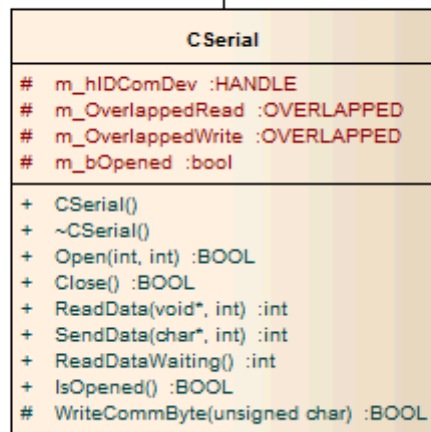 CSerial
# m_hIDComDev :HANDLE
# m_OverlappedRead :OVERLAPPED
# m_OverlappedWrite :OVERLAPPED
# m_bOpened :bool
+ CSerial()
+ ~CSerial()
+ Open(int, int) :BOOL
+ Close() :BOOL
+ ReadData(void*, int) :int
+ SendData(char*, int) :int
+ ReadDataWaiting() :int
+ IsOpened() :BOOL
# WriteCommByte(unsigned char) :BOOL